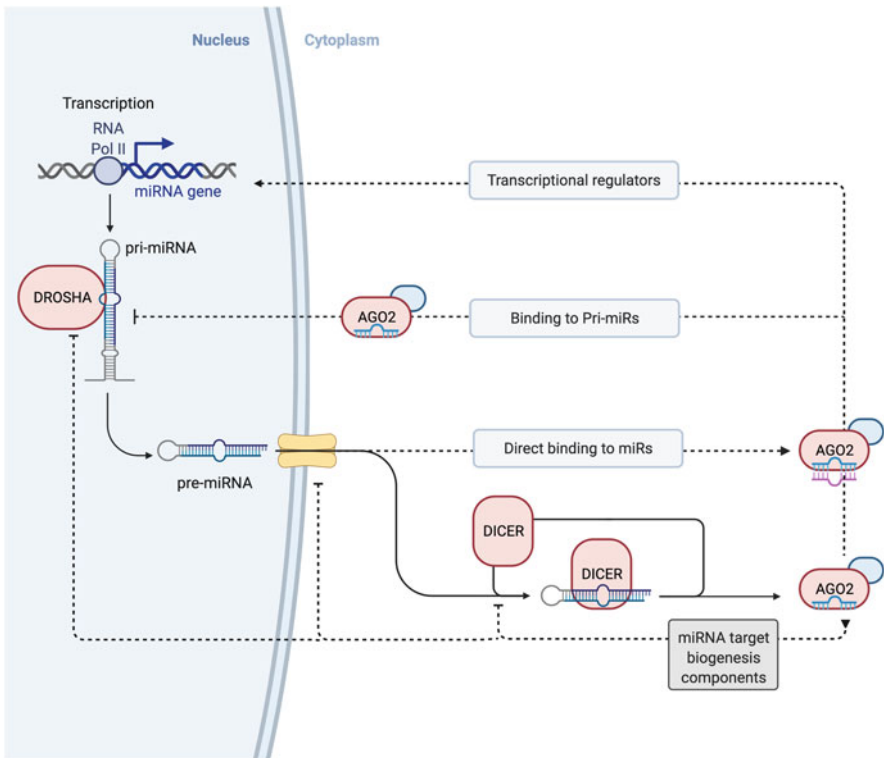 Nucleus
Cytoplasm
Transcription
RNA
Pol II
miRNA gene
Transcriptional regulators
pri-miRNA
DROSHA
AGO2
Binding to Pri-miRs
Direct binding to miRs
AGO2
pre-miRNA
DICER
DICER
AGO2
miRNA target
biogenesis
components